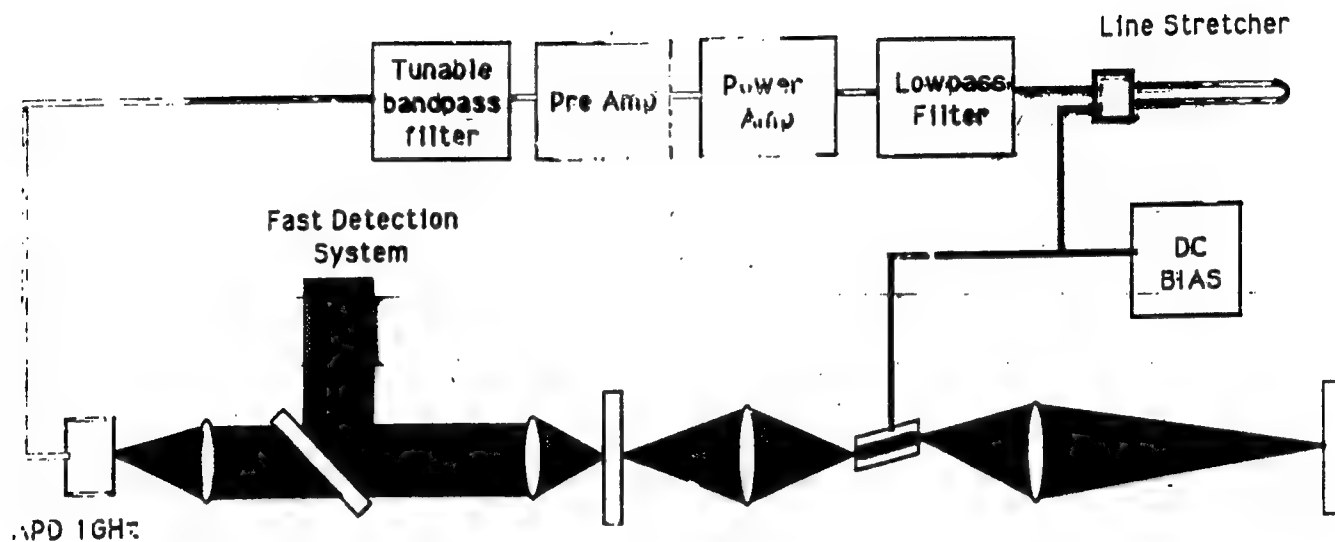 Line Stretcher
Tunable
bandpass
filter
Pre Amp
Power
Amp
Lowpass
Filter
Fast Detection
System
DC
BIAS
APD 1GHz